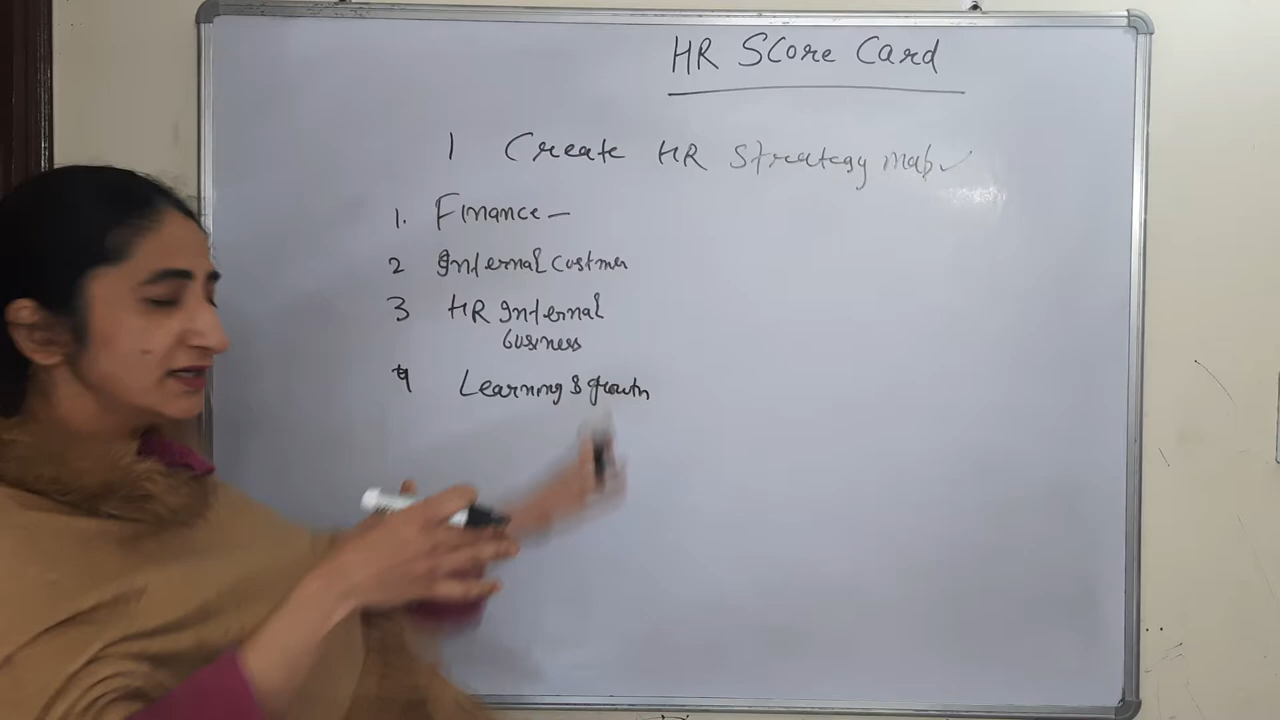 HR Score Card
1 Create HR Strategy map ✓
1. Finance –
2 Internal Custmer
3 HR Internal
business
4 Learning & growth